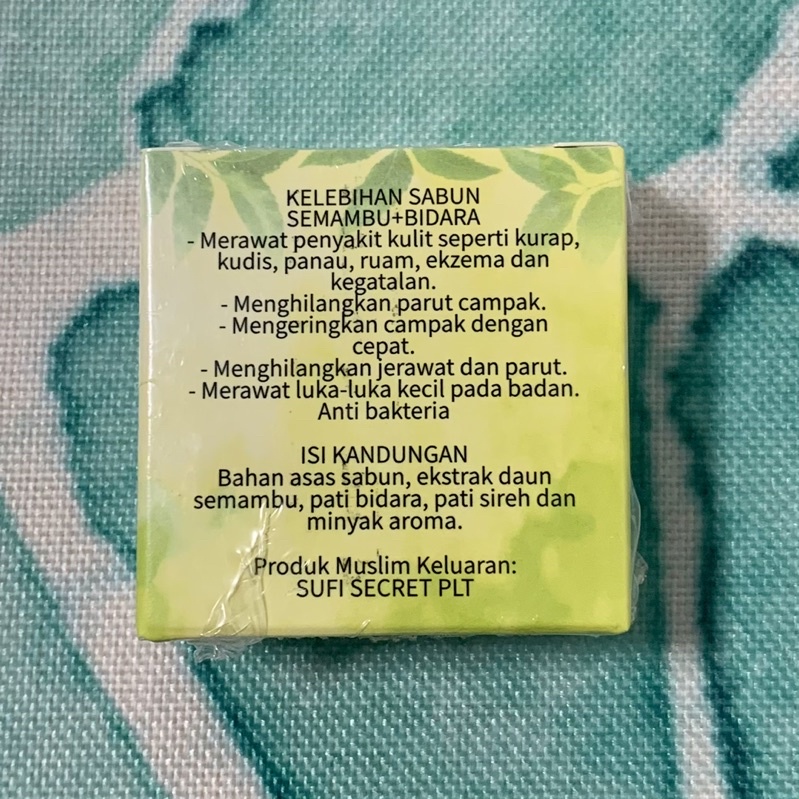 KELEBIHAN SABUN
SEMAMBU+BIDARA
- Merawat penyakit kulit seperti kurap,
kudis, panau, ruam, ekzema dan
kegatalan.
- Menghilangkan parut campak.
- Mengeringkan campak dengan
cepat.
- Menghilangkan jerawat dan parut.
- Merawat luka-luka kecil pada badan.
Anti bakteria
ISI KANDUNGAN
Bahan asas sabun, ekstrak daun
semambu, pati bidara, pati sireh dan
minyak aroma.
Produk Muslim Keluaran:
SUFI SECRET PLT